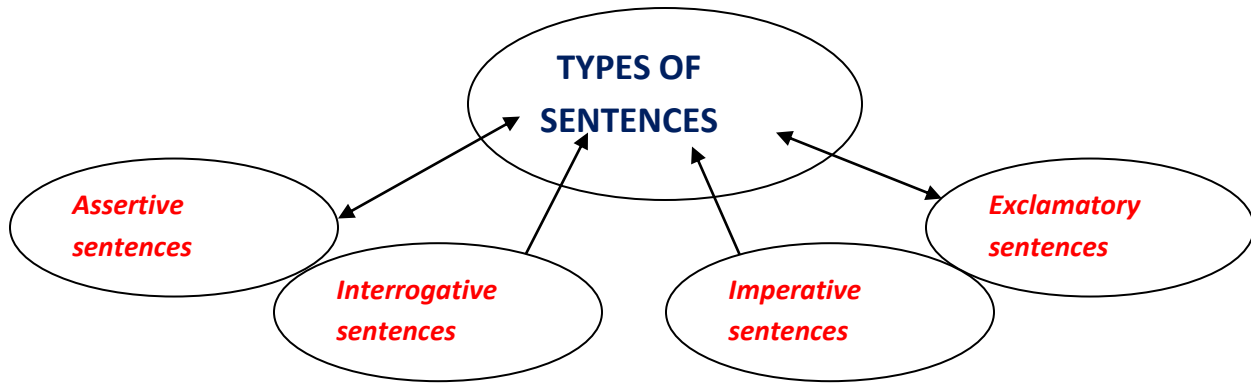 TYPES OF
SENTENCES
Assertive
sentences
Interrogative
sentences
Imperative
sentences
Exclamatory
sentences